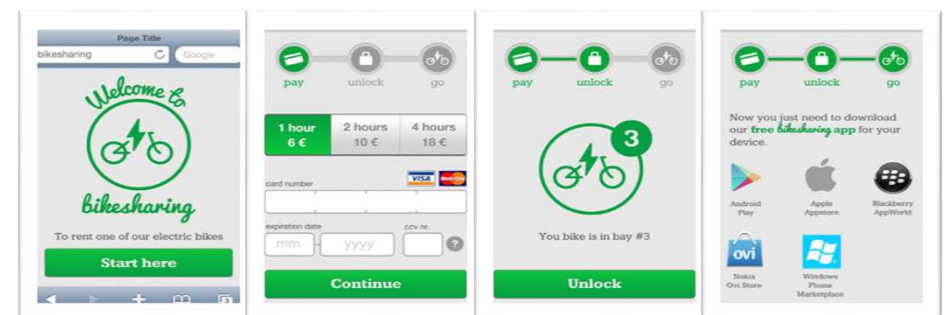 Page Title
bikesharing
Google
Welcome to
bikesharing
To rent one of our electric bikes
Start here
3
pay unlock go
1 hour 2 hours 4 hours
6 € 10 € 18 €
card number
VISA MasterCard
expiration date ccv nr.
mm yyyy ?
Continue
pay unlock go
3
You bike is in bay #3
Unlock
pay unlock go
Now you just need to download
our free bikesharing app for your
device.
Android Apple Blackberry
Play Appstore AppWorld
ovi
Nokia Windows
Ovi Store Phone
Marketplace